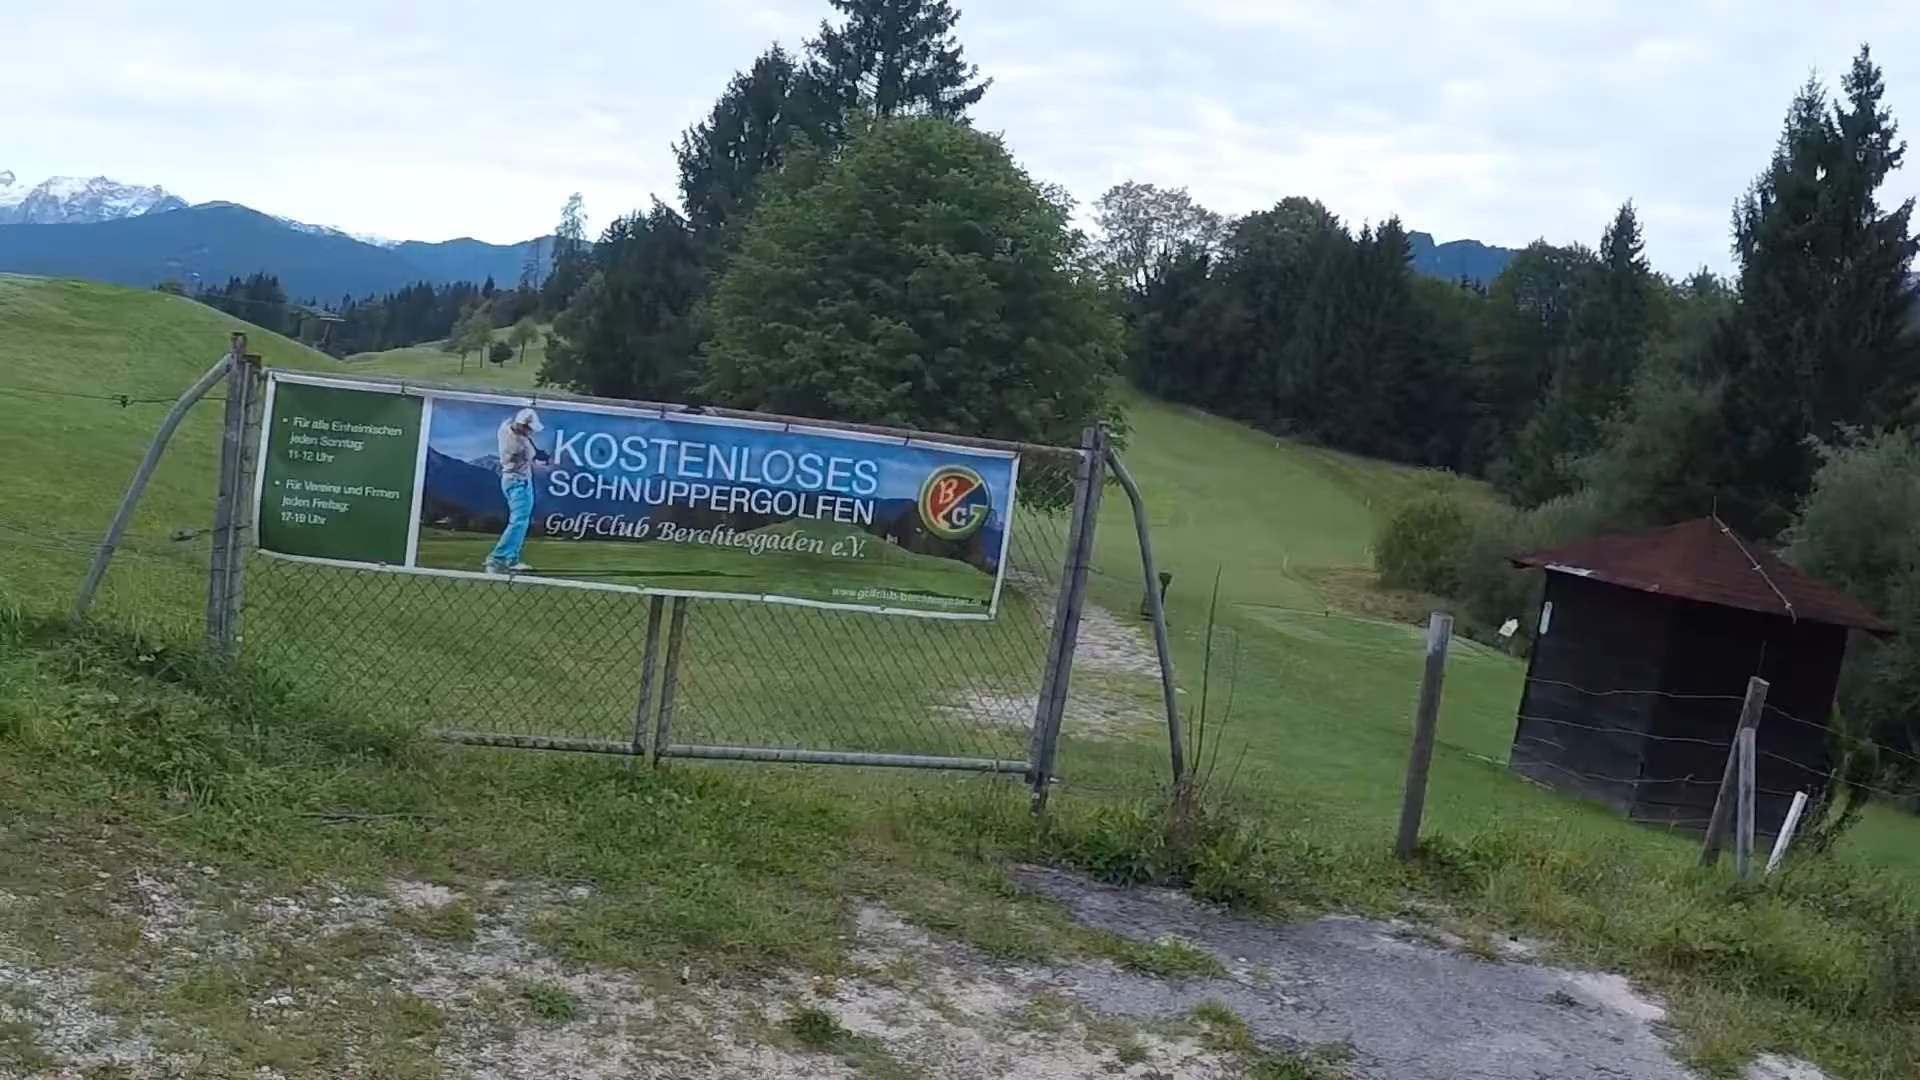 • Für alle Einheimischen
jeden Sonntag:
11-12 Uhr
• Für Vereine und Firmen
jeden Freitag:
17-19 Uhr
KOSTENLOSES
SCHNUPPERGOLFEN
Golf-Club Berchtesgaden e.V.
BGC
www.golfclub-berchtesgaden.de